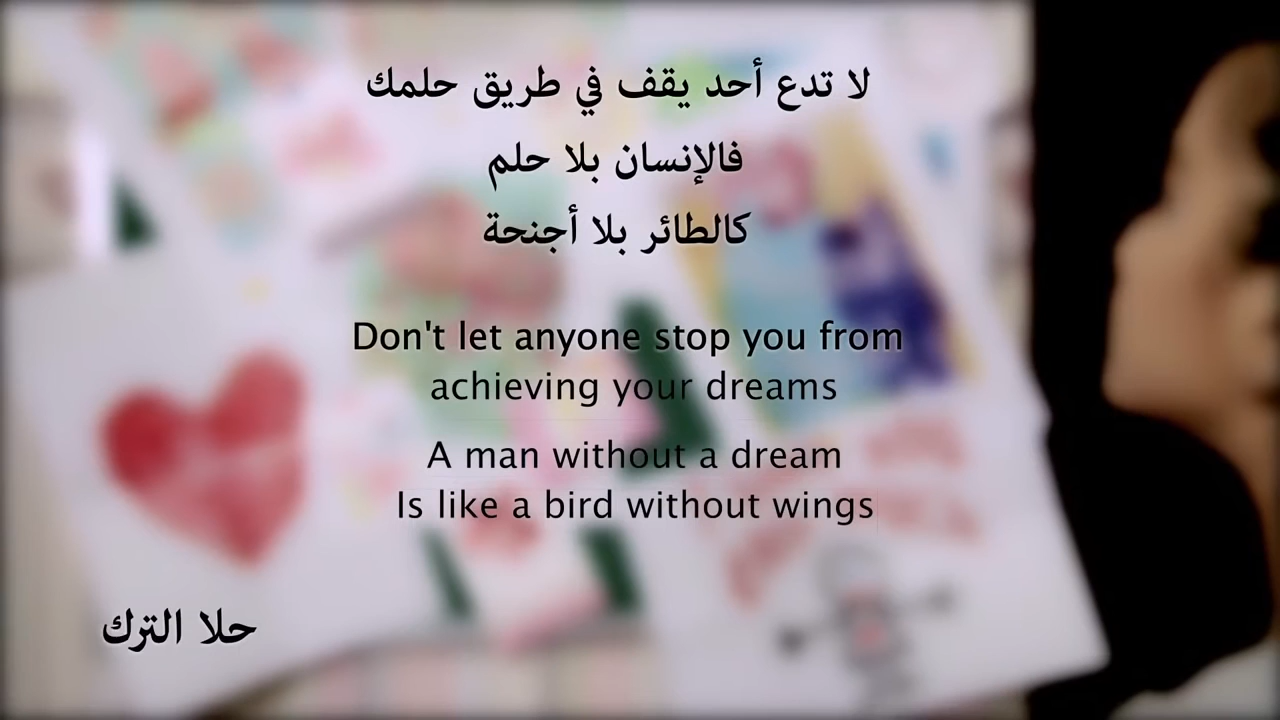 لا تدع أحد يقف في طريق حلمك
فالإنسان بلا حلم
كالطائر بلا أجنحة
Don't let anyone stop you from
achieving your dreams
A man without a dream
Is like a bird without wings
حلا الترك